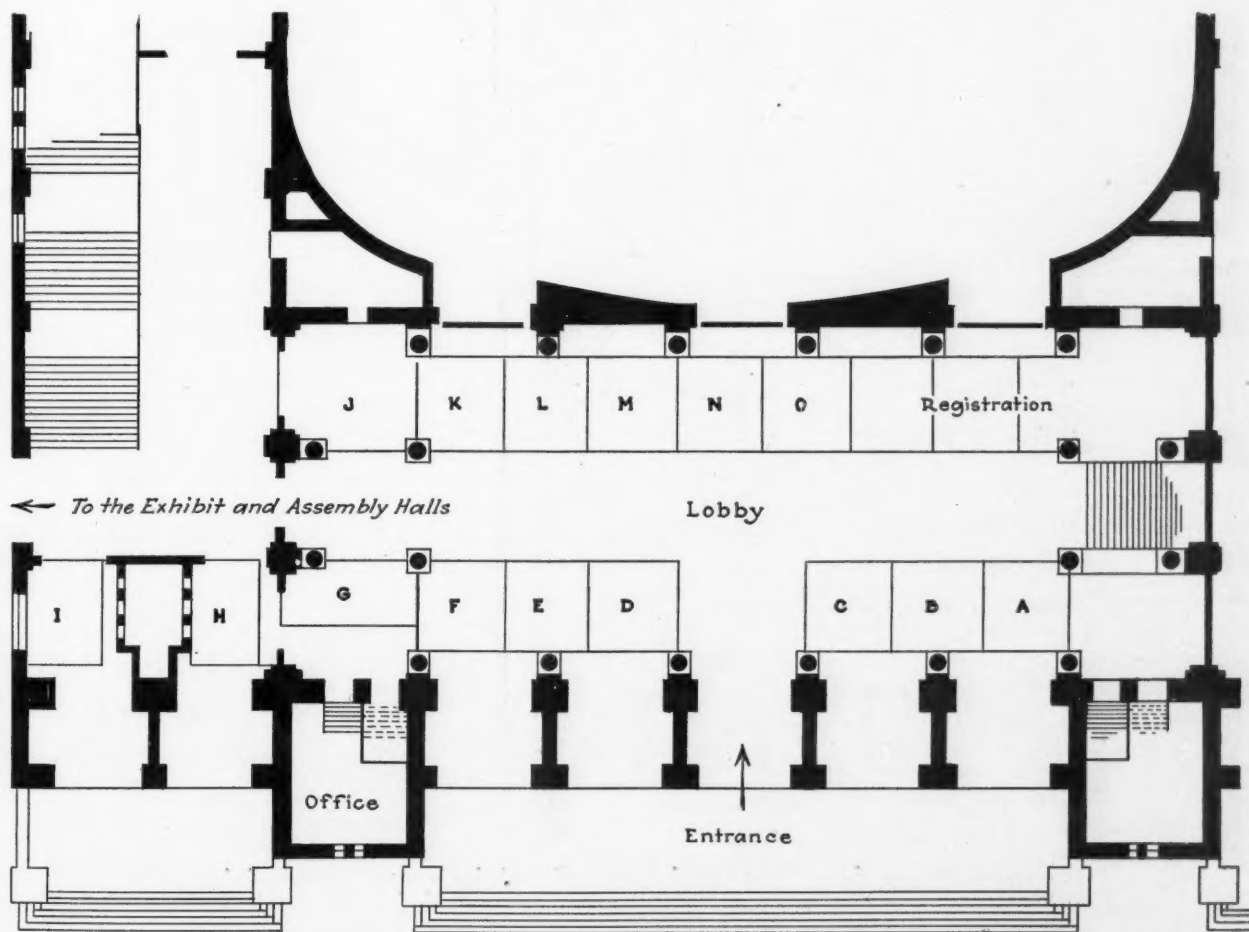 J K L M N O Registration
← To the Exhibit and Assembly Halls
Lobby
I H G F E D C B A
Office
Entrance